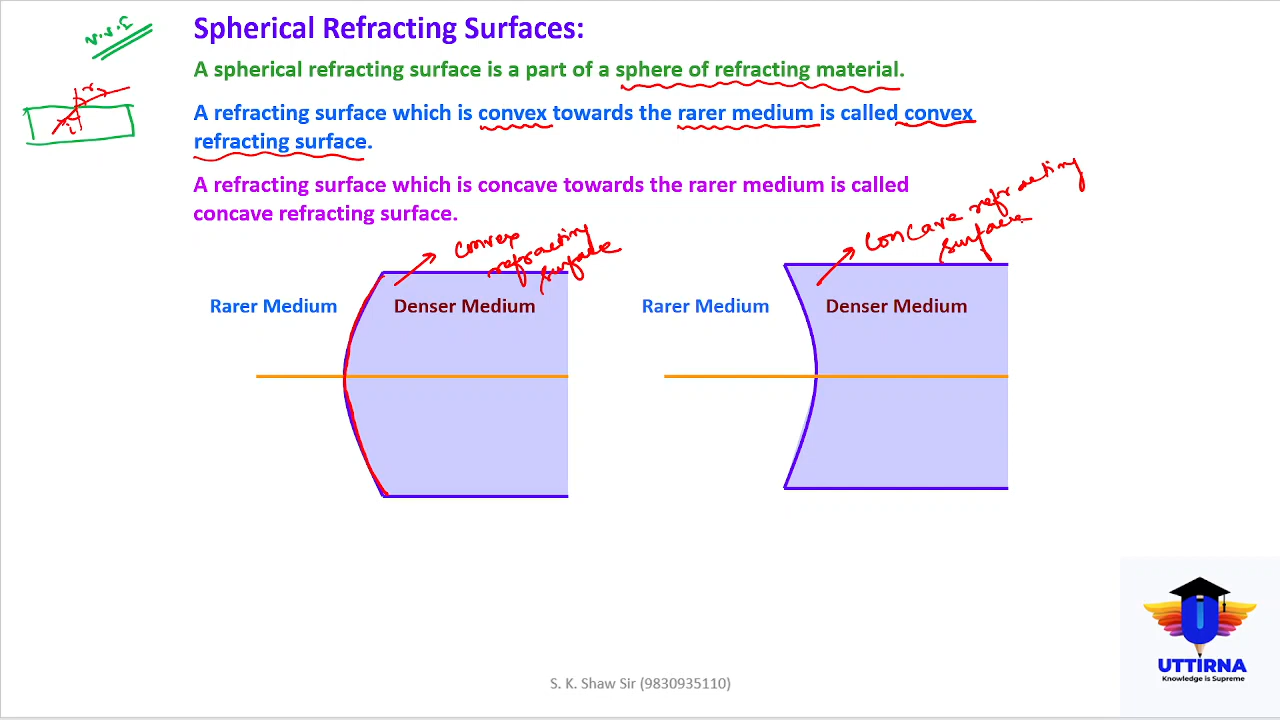 v.v.I
Spherical Refracting Surfaces:
A spherical refracting surface is a part of a sphere of refracting material.
r
i
A refracting surface which is convex towards the rarer medium is called convex
refracting surface.
A refracting surface which is concave towards the rarer medium is called
concave refracting surface.
Convex
refracting
surface
Concave refracting
surface
Rarer Medium
Denser Medium
Rarer Medium
Denser Medium
U
UTTIRNA
Knowledge is Supreme
S. K. Shaw Sir (9830935110)